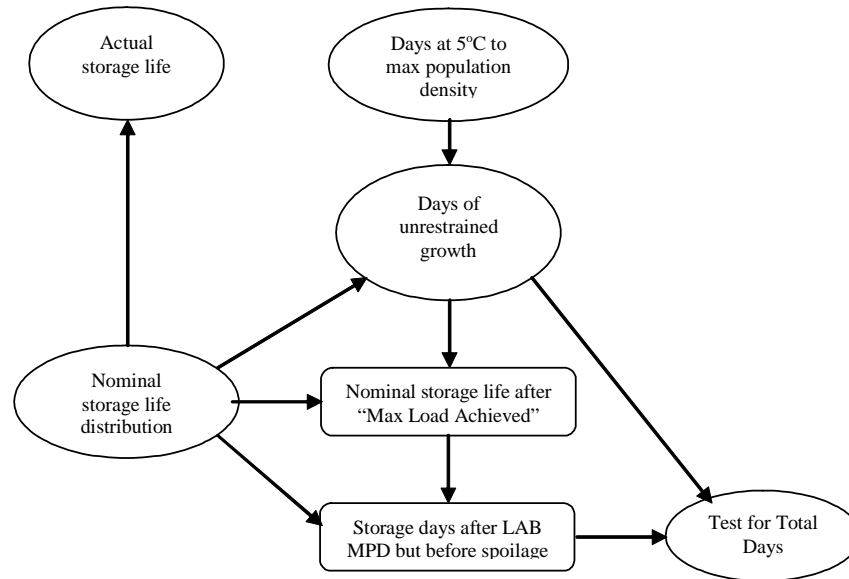 Actual
storage life
Days at 5°C to
max population
density
Days of
unrestrained
growth
Nominal
storage life
distribution
Nominal storage life after
“Max Load Achieved”
Storage days after LAB
MPD but before spoilage
Test for Total
Days